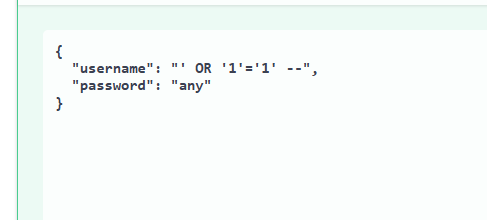 {
  "username": "' OR '1'='1' --",
  "password": "any"
}